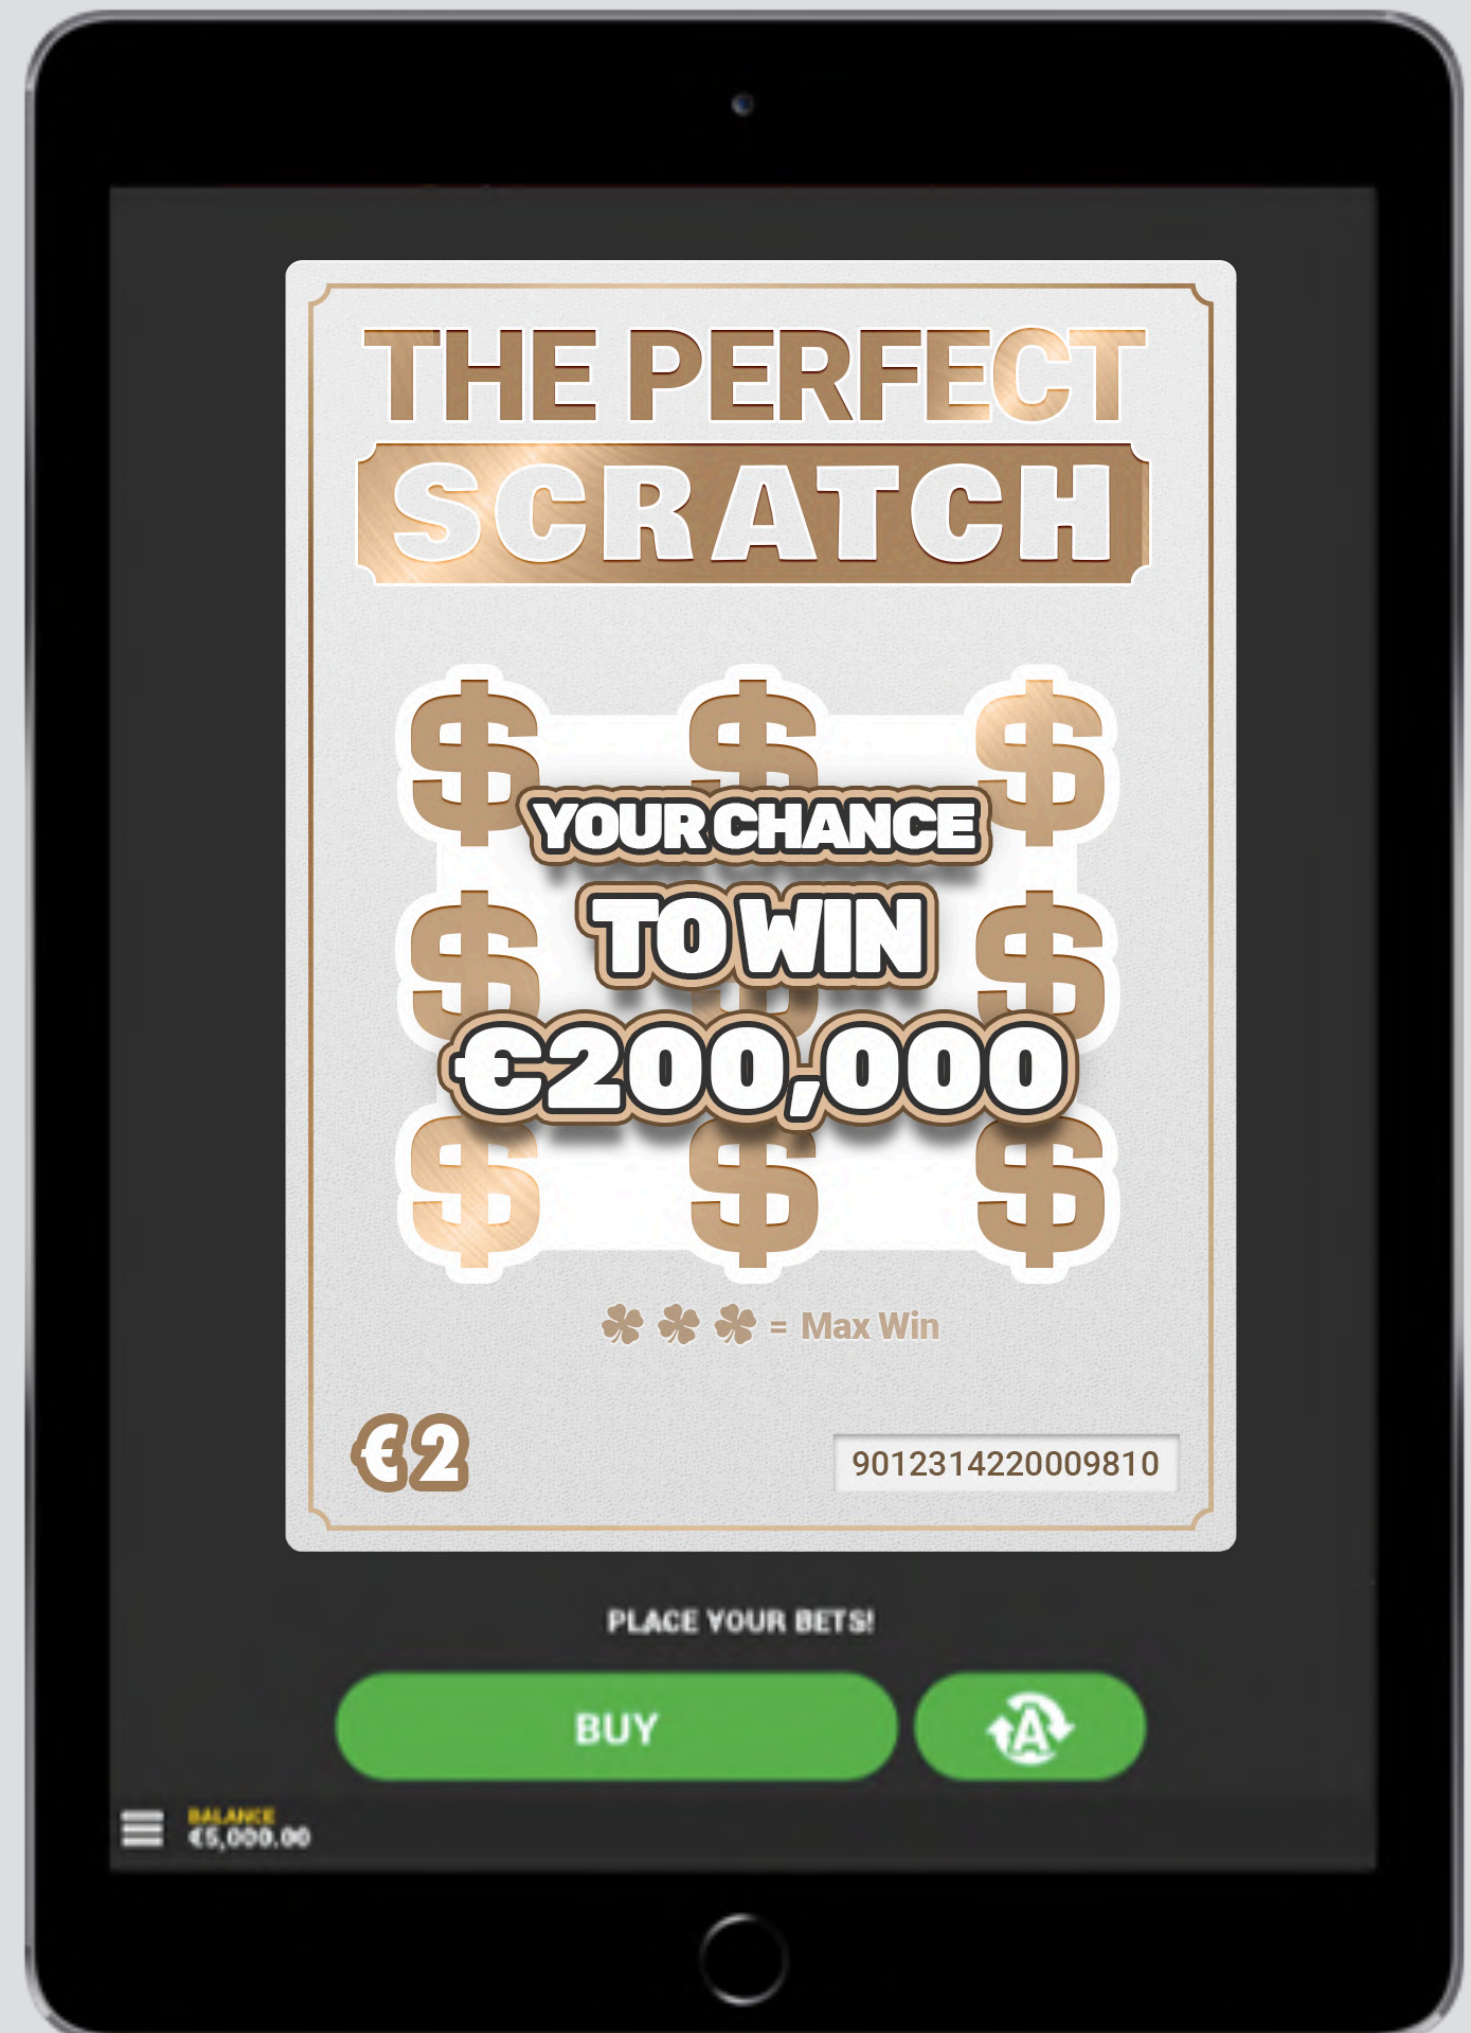 THE PERFECT
SCRATCH
$ $ $
YOUR CHANCE
TO WIN
$ $
€200,000
$ $ $
= Max Win
€2
9012314220009810
PLACE YOUR BETS!
BUY
A
BALANCE
€5,000.00